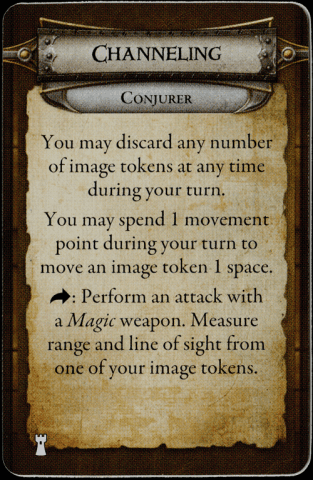 CHANNELING
CONJURER
You may discard any number
of image tokens at any time
during your turn.
You may spend 1 movement
point during your turn to
move an image token 1 space.
: Perform an attack with
a Magic weapon. Measure
range and line of sight from
one of your image tokens.